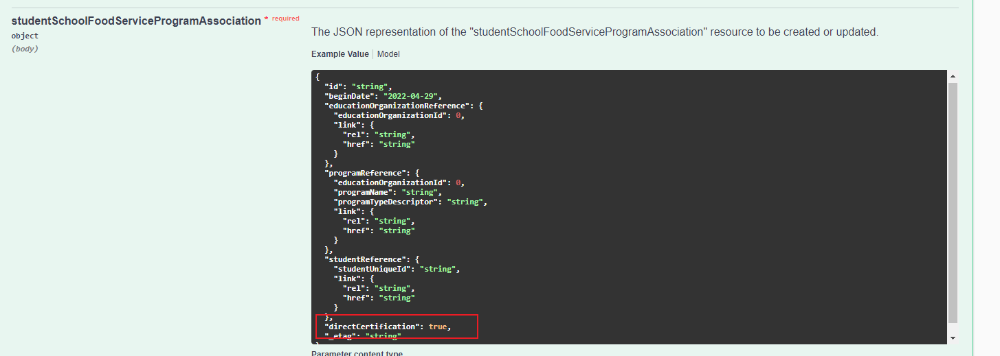 studentSchoolFoodServiceProgramAssociation * required
object
(body)
The JSON representation of the "studentSchoolFoodServiceProgramAssociation" resource to be created or updated.
Example Value Model
{
"id": "string",
"beginDate": "2022-04-29",
"educationOrganizationReference": {
"educationOrganizationId": 0,
"link": {
"rel": "string",
"href": "string"
}
},
"programReference": {
"educationOrganizationId": 0,
"programName": "string",
"programTypeDescriptor": "string",
"link": {
"rel": "string",
"href": "string"
}
},
"studentReference": {
"studentUniqueId": "string",
"link": {
"rel": "string",
"href": "string"
}
},
"directCertification": true,
"_etag": "string"
}
Parameter content type